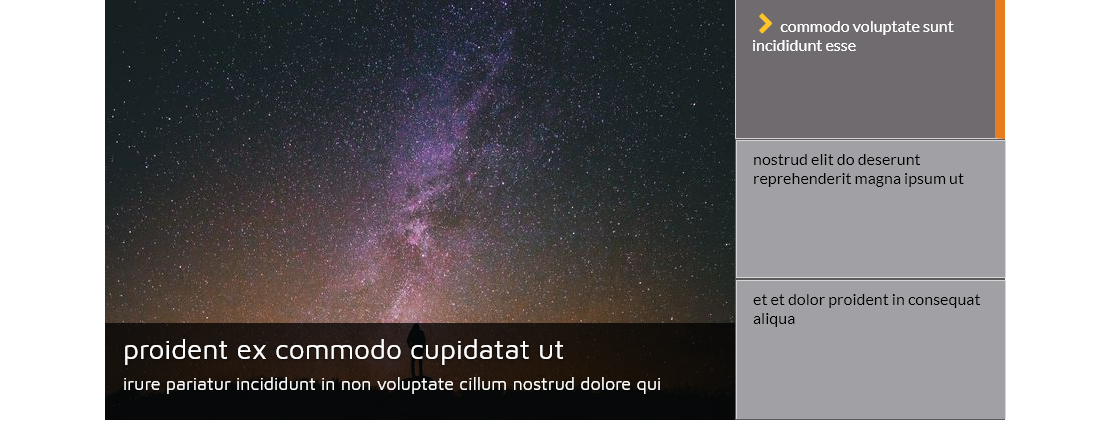 proident ex commodo cupidatat ut
irure pariatur incididunt in non voluptate cillum nostrud dolore qui
commodo voluptate sunt
incididunt esse
nostrud elit do deserunt
reprehenderit magna ipsum ut
et et dolor proident in consequat
aliqua